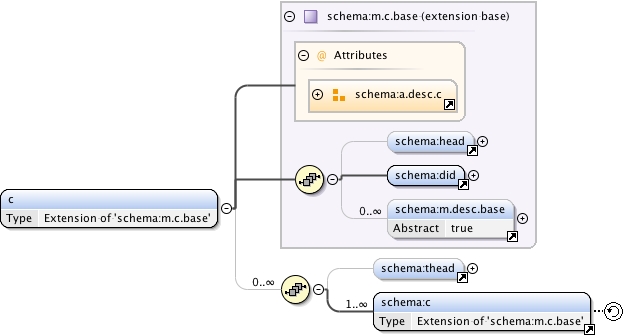 schema:m.c.base (extension base)
@ Attributes
schema:a.desc.c
schema:head
schema:did
0..∞ schema:m.desc.base
Abstract true
c
Type Extension of 'schema:m.c.base'
schema:thead
0..∞
1..∞ schema:c
Type Extension of 'schema:m.c.base'